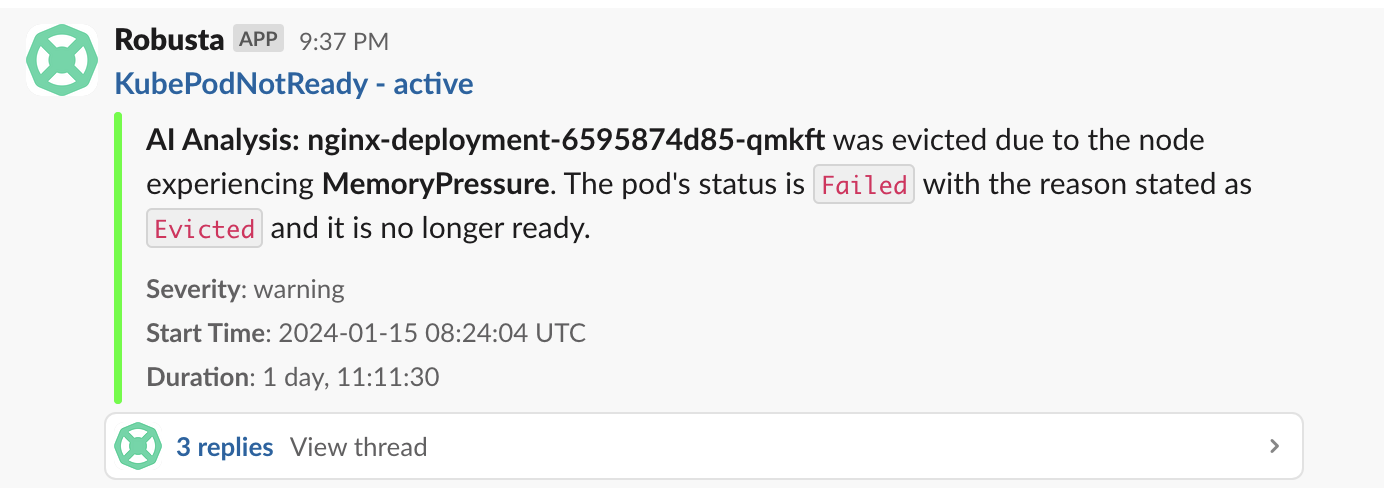 Robusta APP 9:37 PM
KubePodNotReady - active
AI Analysis: nginx-deployment-6595874d85-qmkft was evicted due to the node
experiencing MemoryPressure. The pod's status is Failed with the reason stated as
Evicted and it is no longer ready.
Severity: warning
Start Time: 2024-01-15 08:24:04 UTC
Duration: 1 day, 11:11:30
3 replies View thread